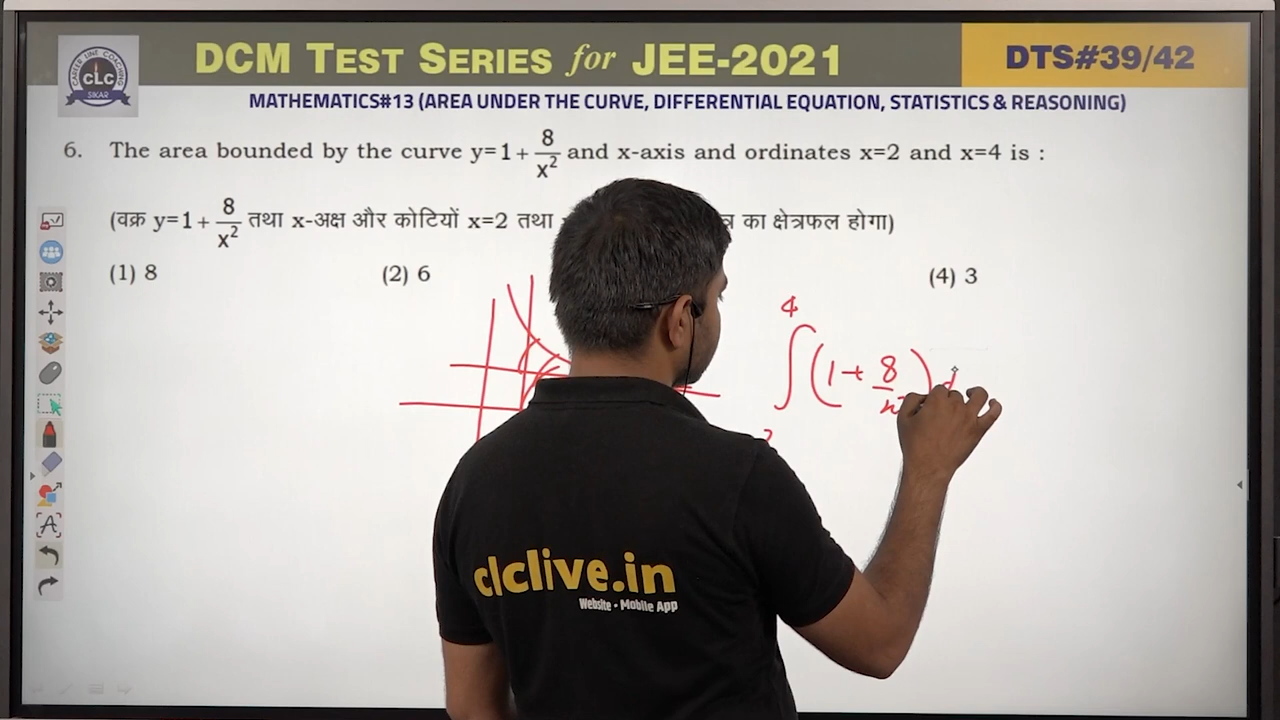 DCM TEST SERIES for JEE-2021
DTS#39/42
CAREER LINE COACHING
CLC
SIKAR
MATHEMATICS#13 (AREA UNDER THE CURVE, DIFFERENTIAL EQUATION, STATISTICS & REASONING)
6. The area bounded by the curve y=1+8/x² and x-axis and ordinates x=2 and x=4 is :
(वक्र y=1+8/x² तथा x-अक्ष और कोटियों x=2 तथा का क्षेत्रफल होगा)
(1) 8 (2) 6 (4) 3
4
∫(1+8/x
clclive.in
Website • Mobile App